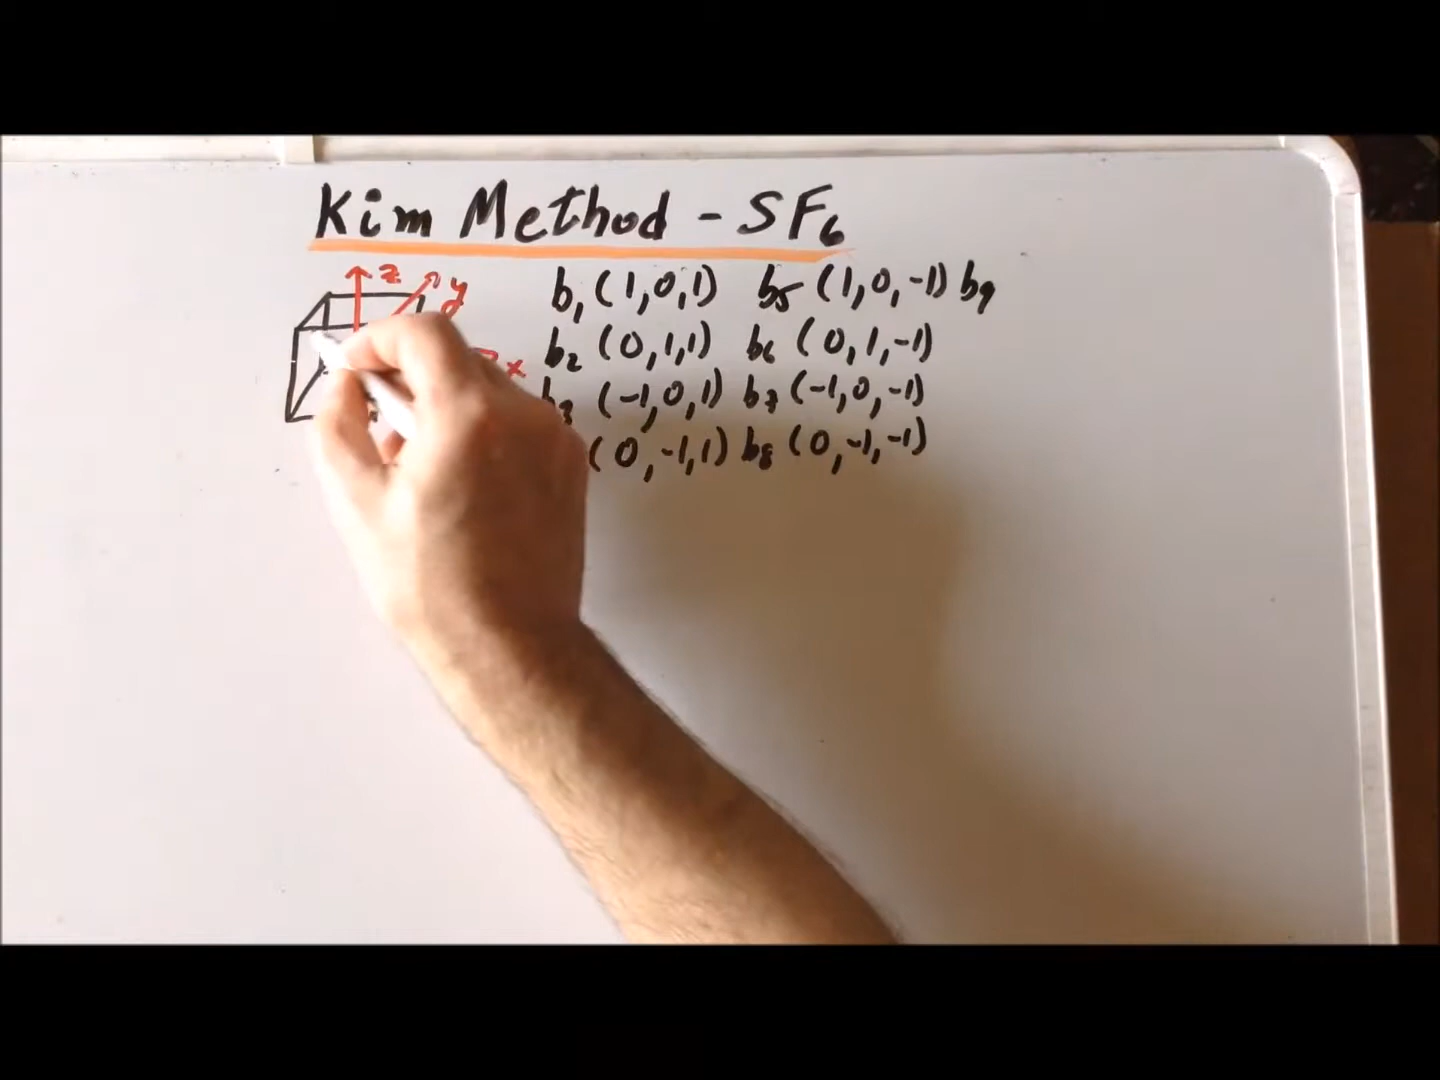 Kim Method - SF6
z y
b1 (1,0,1) b5 (1,0,-1) b9
x b2 (0,1,1) b6 (0,1,-1)
b3 (-1,0,1) b7 (-1,0,-1)
(0,-1,1) b8 (0,-1,-1)